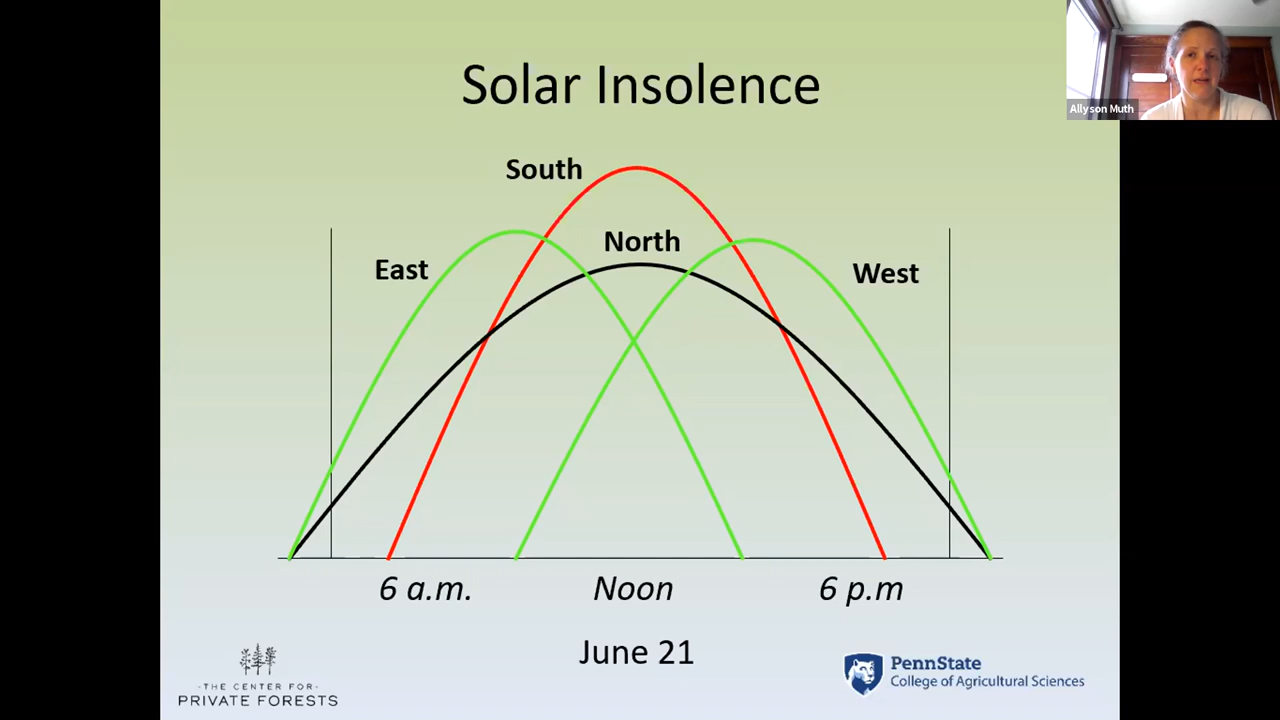 Solar Insolence
Allyson Muth
South
North
East
West
6 a.m.
Noon
6 p.m
June 21
-THE CENTER FOR-
PRIVATE FORESTS
PennState
College of Agricultural Sciences